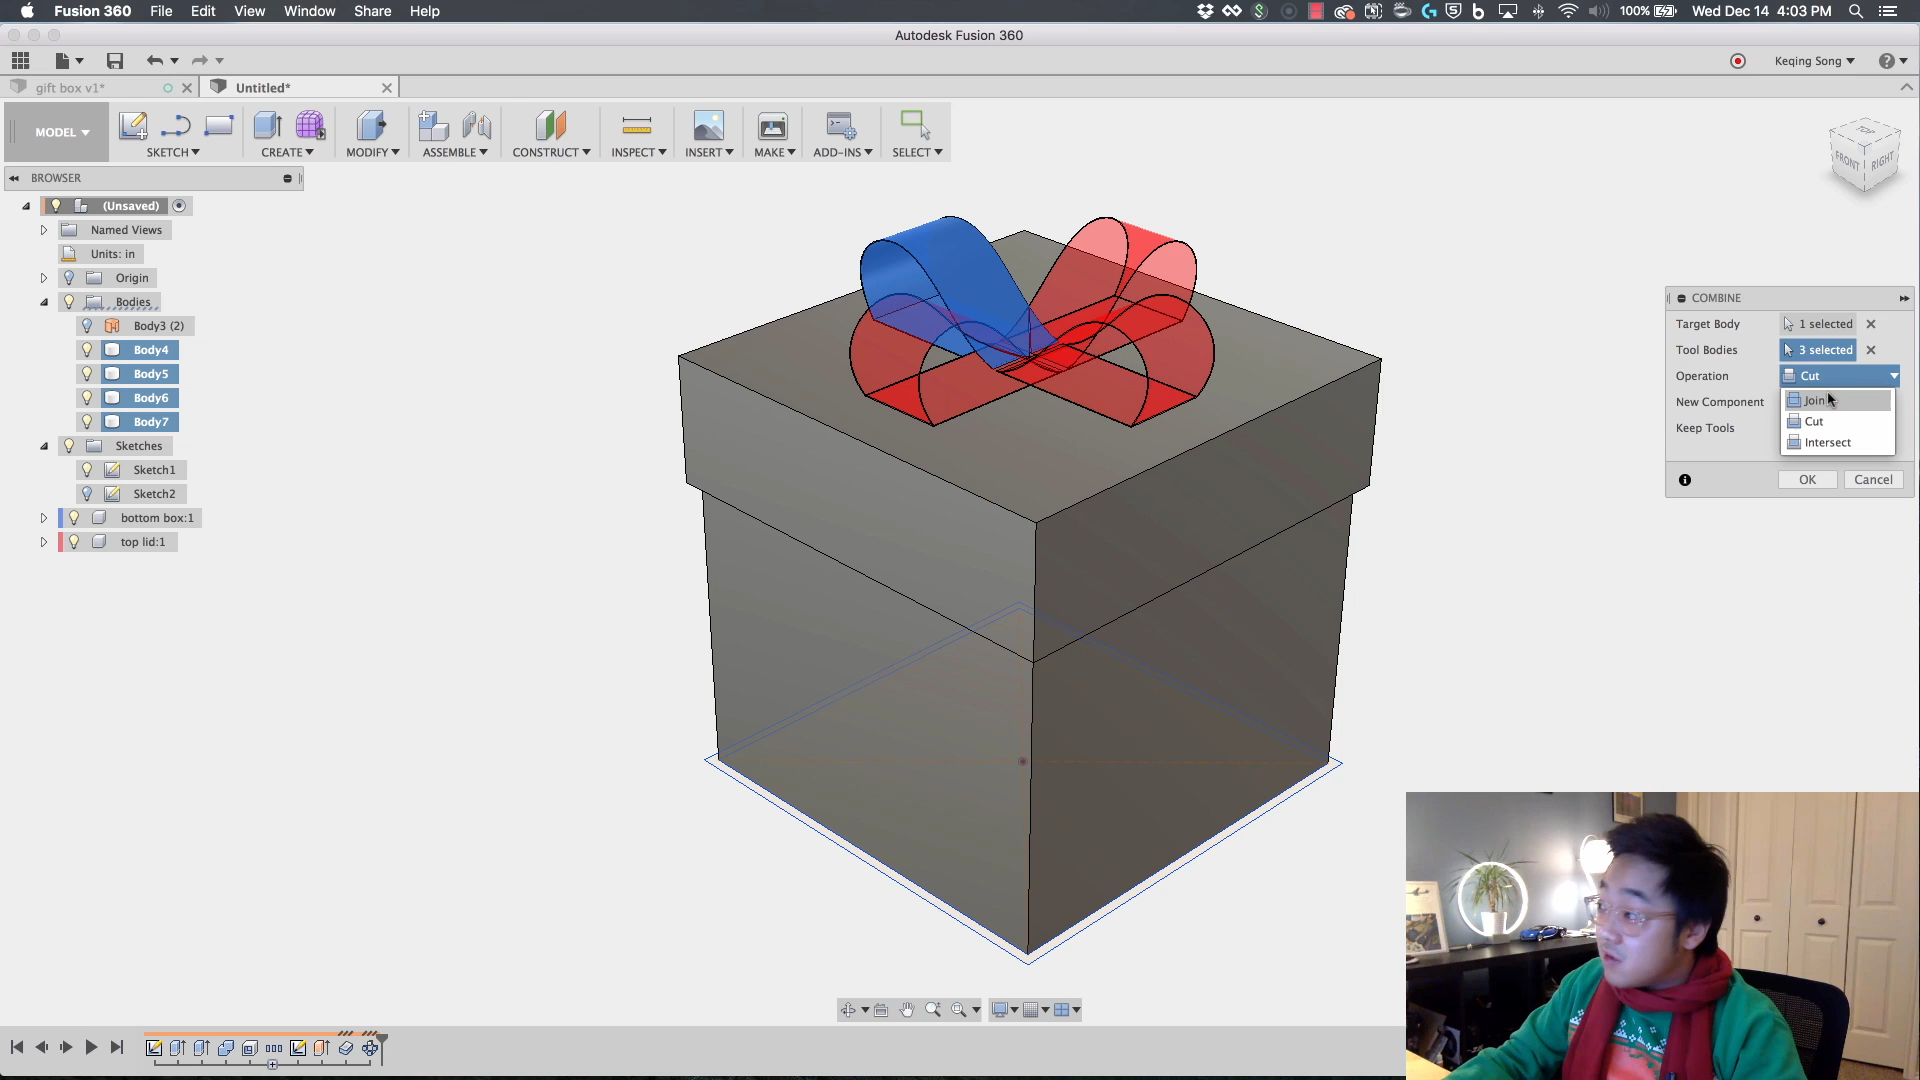 Fusion 360 File Edit View Window Share Help 100% Wed Dec 14 4:03 PM
Autodesk Fusion 360
Keqing Song
gift box v1* Untitled*
MODEL SKETCH CREATE MODIFY ASSEMBLE CONSTRUCT INSPECT INSERT MAKE ADD-INS SELECT
TOP
FRONT RIGHT
BROWSER
(Unsaved)
Named Views
Units: in
Origin
Bodies
Body3 (2)
Body4
Body5
Body6
Body7
Sketches
Sketch1
Sketch2
bottom box:1
top lid:1
COMBINE
Target Body 1 selected
Tool Bodies 3 selected
Operation Cut
New Component Join
Cut
Keep Tools
Intersect
OK Cancel